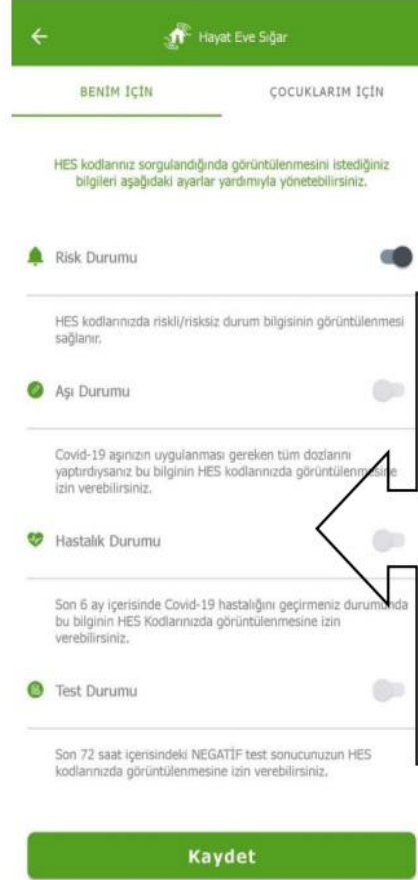 Hayat Eve Sığar
BENİM İÇİN
ÇOCUKLARIM İÇİN
HES kodlarınız sorgulandığında görüntülenmesini istediğiniz
bilgileri aşağıdaki ayarlar yardımıyla yönetebilirsiniz.
Risk Durumu
HES kodlarınızda riskli/risksiz durum bilgisinin görüntülenmesi
sağlanır.
Aşı Durumu
Covid-19 aşınızın uygulanması gereken tüm dozlarını
yaptırdıysanız bu bilginin HES kodlarınızda görüntülenmesine
izin verebilirsiniz.
Hastalık Durumu
Son 6 ay içerisinde Covid-19 hastalığını geçirmeniz durumunda
bu bilginin HES Kodlarınızda görüntülenmesine izin
verebilirsiniz.
Test Durumu
Son 72 saat içerisindeki NEGATİF test sonucunuzun HES
kodlarınızda görüntülenmesine izin verebilirsiniz.
Kaydet